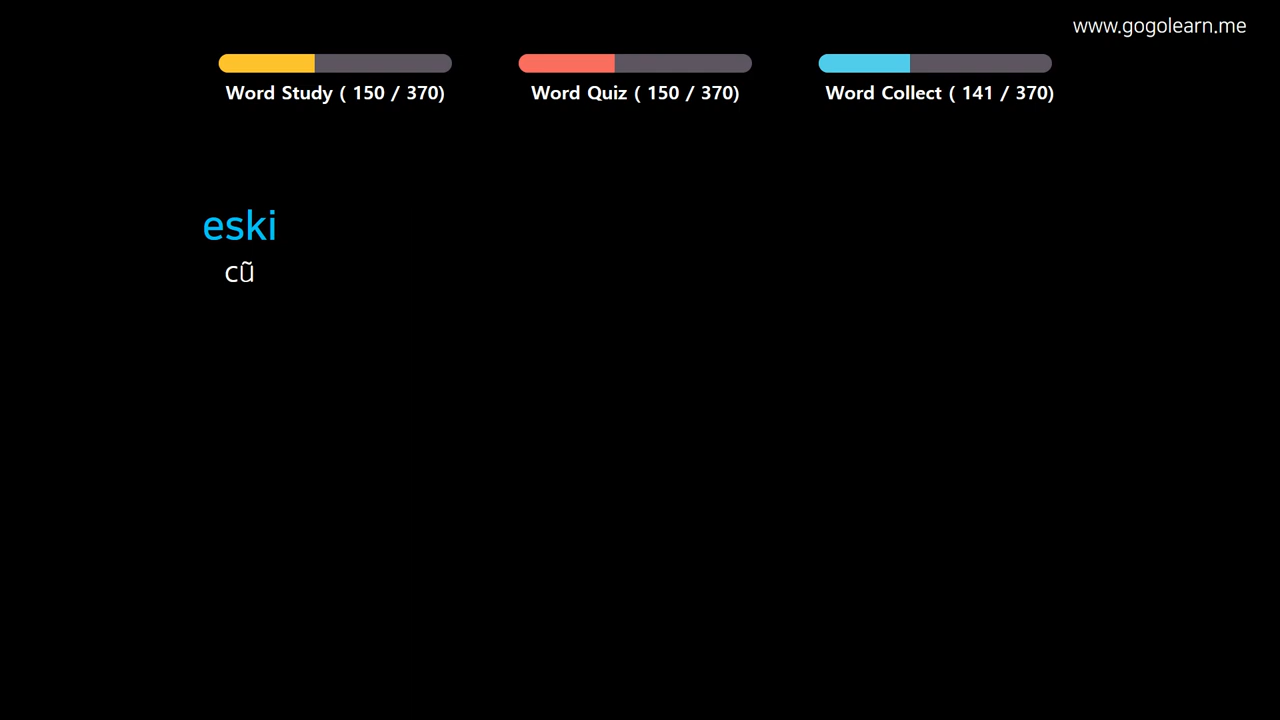 www.gogolearn.me
Word Study ( 150 / 370)
Word Quiz ( 150 / 370)
Word Collect ( 141 / 370)
eski
cũ